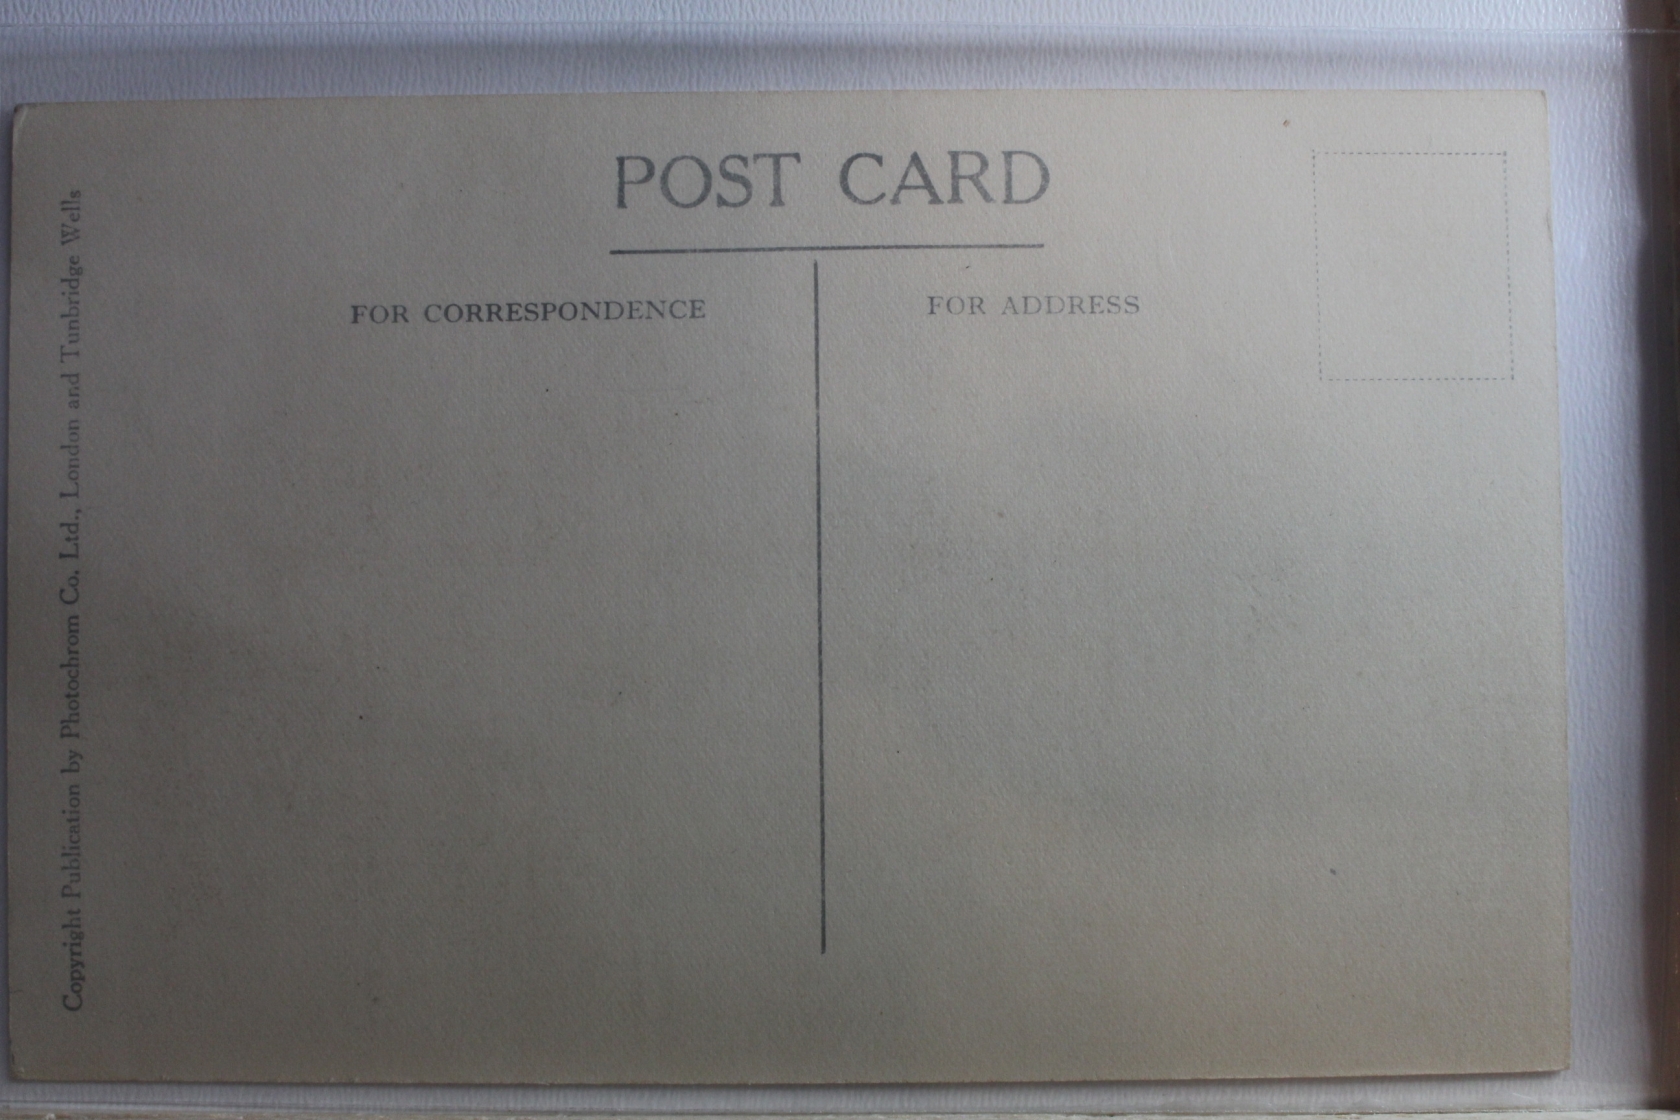 POST CARD
FOR CORRESPONDENCE
FOR ADDRESS
Copyright Publication by Photochrom Co, Ltd., London and Tunbridge Wells